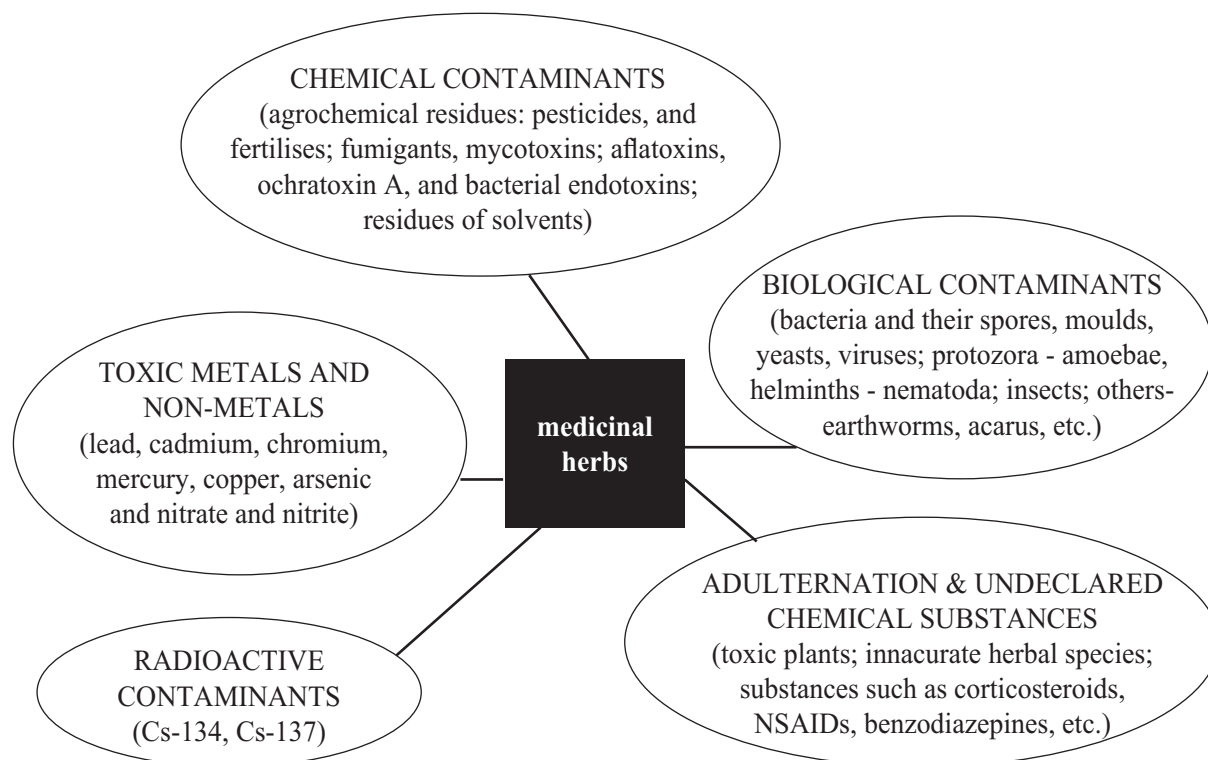 CHEMICAL CONTAMINANTS
(agrochemical residues: pesticides, and
fertilises; fumigants, mycotoxins; aflatoxins,
ochratoxin A, and bacterial endotoxins;
residues of solvents)
BIOLOGICAL CONTAMINANTS
(bacteria and their spores, moulds,
yeasts, viruses; protozora - amoebae,
helminths - nematoda; insects; others-
earthworms, acarus, etc.)
TOXIC METALS AND
NON-METALS
(lead, cadmium, chromium,
mercury, copper, arsenic
and nitrate and nitrite)
medicinal
herbs
ADULTERNATION & UNDECLARED
CHEMICAL SUBSTANCES
(toxic plants; innacurate herbal species;
substances such as corticosteroids,
NSAIDs, benzodiazepines, etc.)
RADIOACTIVE
CONTAMINANTS
(Cs-134, Cs-137)